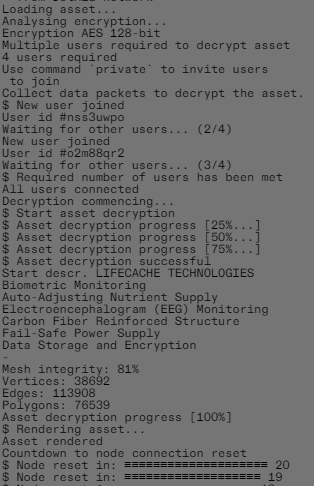 Loading asset...
Analysing encryption...
Encryption AES 128-bit
Multiple users required to decrypt asset
4 users required
Use command `private` to invite users
to join
Collect data packets to decrypt the asset.
$ New user joined
User id #nss3uwpo
Waiting for other users... (2/4)
New user joined
User id #o2m88qr2
Waiting for other users... (3/4)
$ Required number of users has been met
All users connected
Decryption commencing...
$ Start asset decryption
$ Asset decryption progress [25%...]
$ Asset decryption progress [50%...]
$ Asset decryption progress [75%...]
$ Asset decryption successful
Start descr. LIFECACHE TECHNOLOGIES
Biometric Monitoring
Auto-Adjusting Nutrient Supply
Electroencephalogram (EEG) Monitoring
Carbon Fiber Reinforced Structure
Fail-Safe Power Supply
Data Storage and Encryption
-
Mesh integrity: 81%
Vertices: 38692
Edges: 113908
Polygons: 76539
Asset decryption progress [100%]
$ Rendering asset...
Asset rendered
Countdown to node connection reset
$ Node reset in: ==================== 20
$ Node reset in: =================== 19